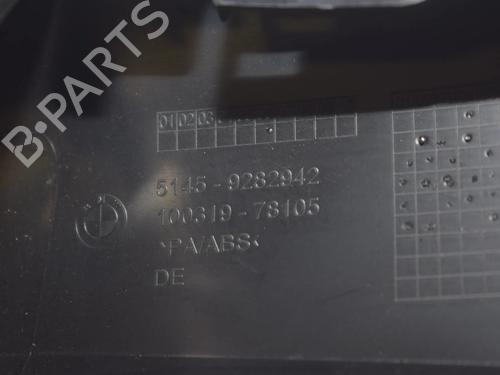 B-PARTS
01 02 03
5145-9282942
100319-78105
>PA/ABS<
DE